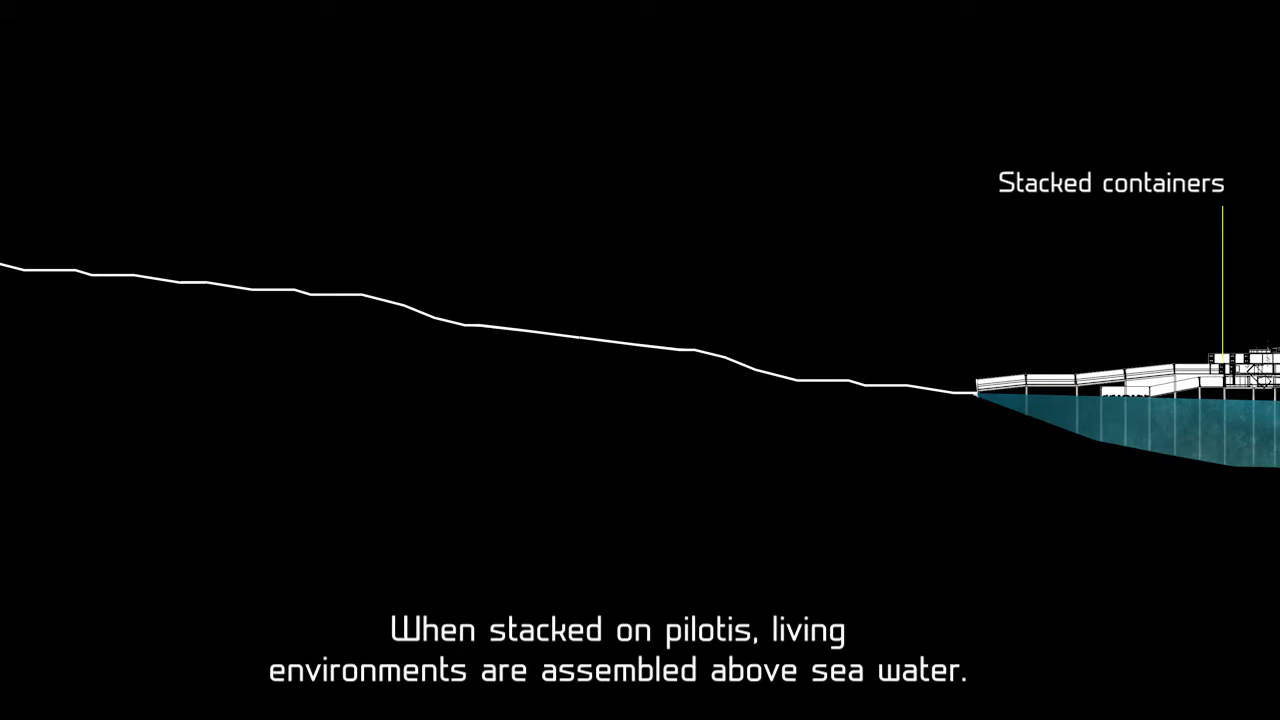 Stacked containers
When stacked on pilotis, living
environments are assembled above sea water.